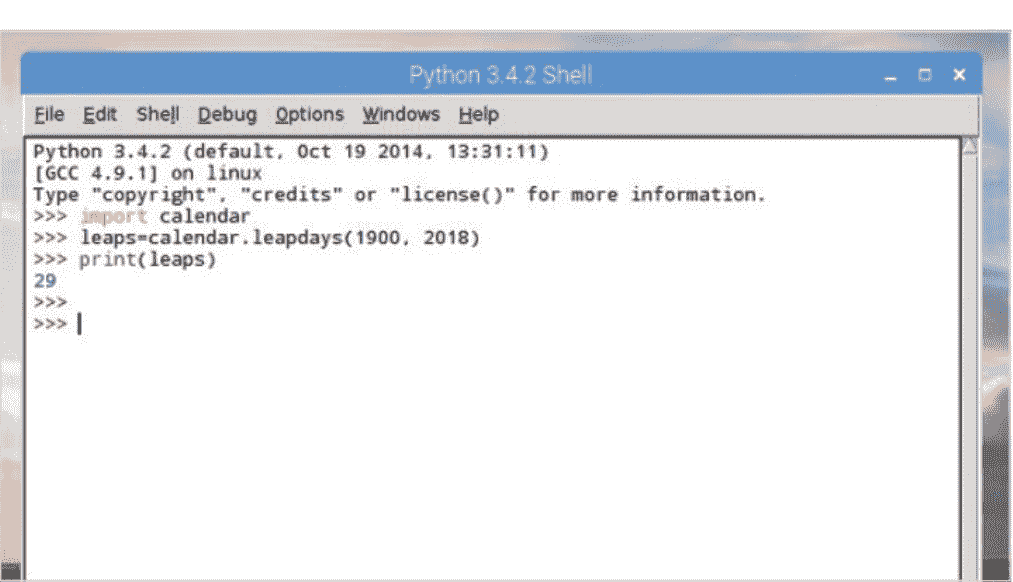 Python 3.4.2 Shell
File Edit Shell Debug Options Windows Help
Python 3.4.2 (default, Oct 19 2014, 13:31:11)
[GCC 4.9.1] on linux
Type "copyright", "credits" or "license()" for more information.
>>> import calendar
>>> leaps=calendar.leapdays(1900, 2018)
>>> print(leaps)
29
>>>
>>>